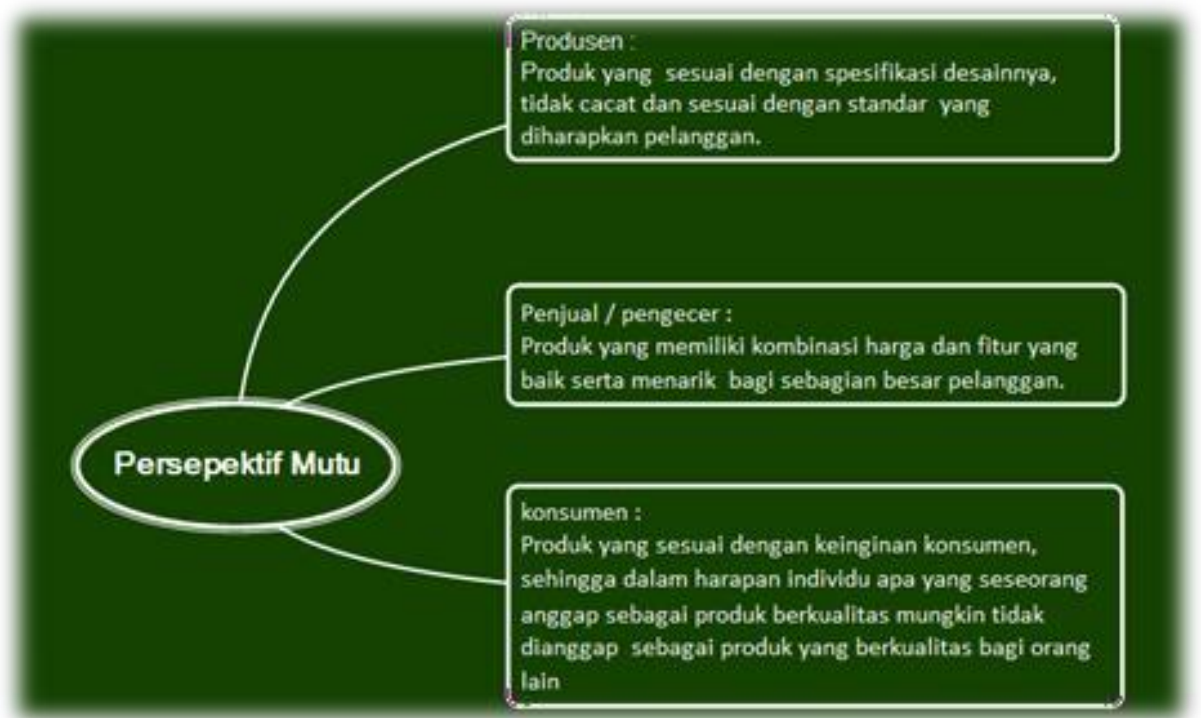 Produsen :
Produk yang sesuai dengan spesifikasi desainnya,
tidak cacat dan sesuai dengan standar yang
diharapkan pelanggan.
Penjual / pengecer :
Produk yang memiliki kombinasi harga dan fitur yang
baik serta menarik bagi sebagian besar pelanggan.
Persepektif Mutu
konsumen :
Produk yang sesuai dengan keinginan konsumen,
sehingga dalam harapan individu apa yang seseorang
anggap sebagai produk berkualitas mungkin tidak
dianggap sebagai produk yang berkualitas bagi orang
lain